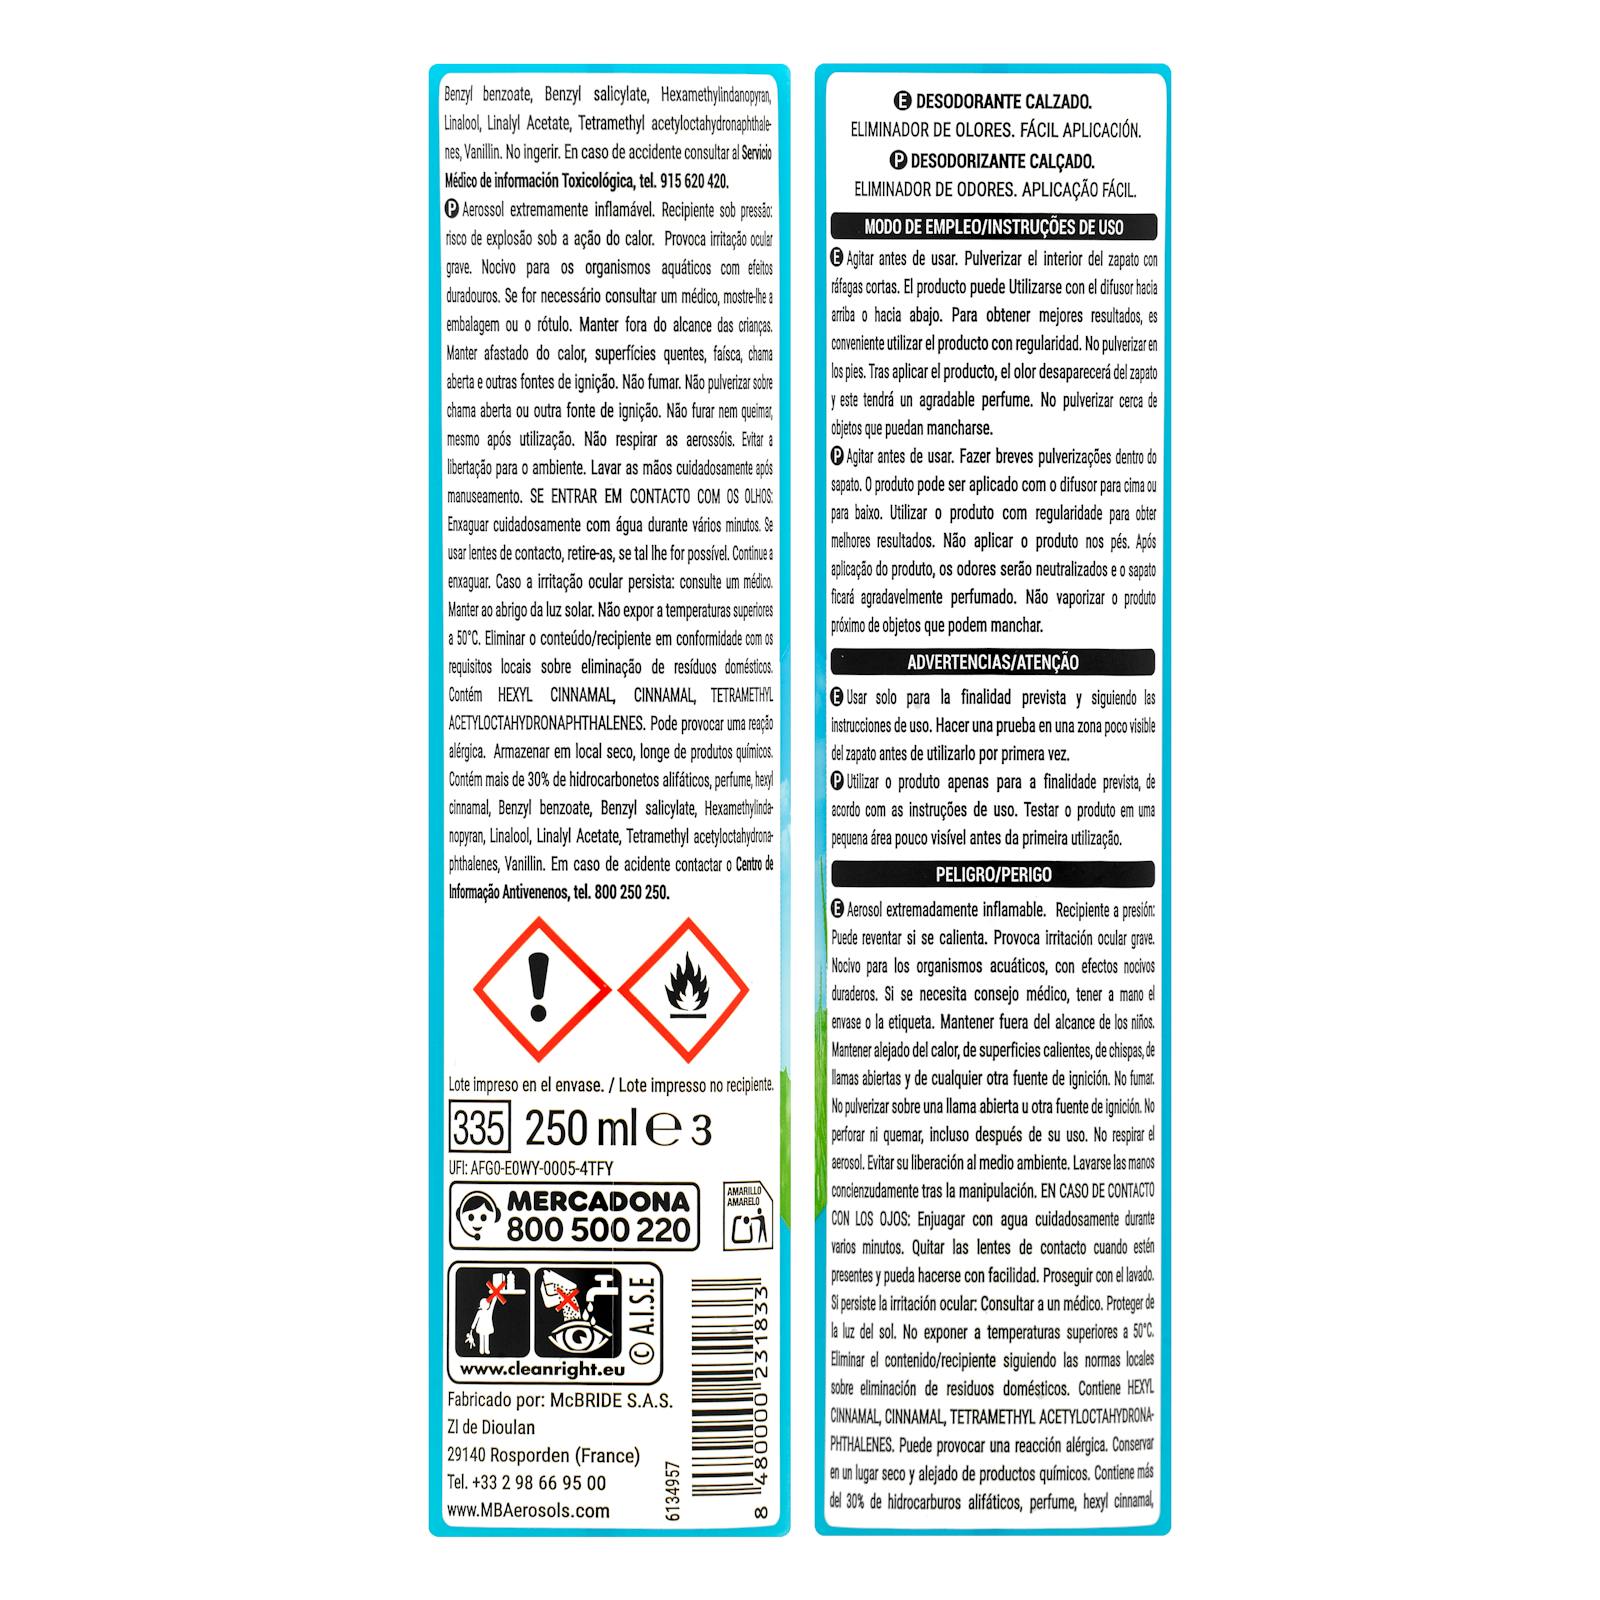 Benzyl benzoate, Benzyl salicylate, Hexamethylindanopyran,
Linalool, Linalyl Acetate, Tetramethyl acetyloctahydronaphthale-
nes, Vanillin. No ingerir. En caso de accidente consultar al Servicio
Médico de información Toxicológica, tel. 915 620 420.
P Aerossol extremamente inflamável. Recipiente sob pressão:
risco de explosão sob a ação do calor. Provoca irritação ocular
grave. Nocivo para os organismos aquáticos com efeitos
duradouros. Se for necessário consultar um médico, mostre-lhe a
embalagem ou o rótulo. Manter fora do alcance das crianças.
Manter afastado do calor, superfícies quentes, faísca, chama
aberta e outras fontes de ignição. Não fumar. Não pulverizar sobre
chama aberta ou outra fonte de ignição. Não furar nem queimar,
mesmo após utilização. Não respirar as aerossóis. Evitar a
libertação para o ambiente. Lavar as mãos cuidadosamente após
manuseamento. SE ENTRAR EM CONTACTO COM OS OLHOS:
Enxaguar cuidadosamente com água durante vários minutos. Se
usar lentes de contacto, retire-as, se tal lhe for possível. Continue a
enxaguar. Caso a irritação ocular persista: consulte um médico.
Manter ao abrigo da luz solar. Não expor a temperaturas superiores
a 50°C. Eliminar o conteúdo/recipiente em conformidade com os
requisitos locais sobre eliminação de resíduos domésticos.
Contém HEXYL CINNAMAL, CINNAMAL, TETRAMETHYL
ACETYLOCTAHYDRONAPHTHALENES. Pode provocar uma reação
alérgica. Armazenar em local seco, longe de produtos químicos.
Contém mais de 30% de hidrocarbonetos alifáticos, perfume, hexyl
cinnamal, Benzyl benzoate, Benzyl salicylate, Hexamethylinda-
nopyran, Linalool, Linalyl Acetate, Tetramethyl acetyloctahydrona-
phthalenes, Vanillin. Em caso de acidente contactar o Centro de
Informação Antivenenos, tel. 800 250 250.
Lote impreso en el envase. / Lote impresso no recipiente.
335 250 ml e 3
UFI: AFG0-E0WY-0005-4TFY
MERCADONA
800 500 220
AMARILLO
AMARELO
© A.I.S.E
www.cleanright.eu
Fabricado por: McBRIDE S.A.S.
ZI de Dioulan
29140 Rosporden (France)
Tel. +33 2 98 66 95 00
www.MBAerosols.com
6134957
8 480000 231833
E DESODORANTE CALZADO.
ELIMINADOR DE OLORES. FÁCIL APLICACIÓN.
P DESODORIZANTE CALÇADO.
ELIMINADOR DE ODORES. APLICAÇÃO FÁCIL.
MODO DE EMPLEO/INSTRUÇÕES DE USO
E Agitar antes de usar. Pulverizar el interior del zapato con
ráfagas cortas. El producto puede Utilizarse con el difusor hacia
arriba o hacia abajo. Para obtener mejores resultados, es
conveniente utilizar el producto con regularidad. No pulverizar en
los pies. Tras aplicar el producto, el olor desaparecerá del zapato
y este tendrá un agradable perfume. No pulverizar cerca de
objetos que puedan mancharse.
P Agitar antes de usar. Fazer breves pulverizações dentro do
sapato. O produto pode ser aplicado com o difusor para cima ou
para baixo. Utilizar o produto com regularidade para obter
melhores resultados. Não aplicar o produto nos pés. Após
aplicação do produto, os odores serão neutralizados e o sapato
ficará agradavelmente perfumado. Não vaporizar o produto
próximo de objetos que podem manchar.
ADVERTENCIAS/ATENÇÃO
E Usar solo para la finalidad prevista y siguiendo las
instrucciones de uso. Hacer una prueba en una zona poco visible
del zapato antes de utilizarlo por primera vez.
P Utilizar o produto apenas para a finalidade prevista, de
acordo com as instruções de uso. Testar o produto em uma
pequena área pouco visível antes da primeira utilização.
PELIGRO/PERIGO
E Aerosol extremadamente inflamable. Recipiente a presión:
Puede reventar si se calienta. Provoca irritación ocular grave.
Nocivo para los organismos acuáticos, con efectos nocivos
duraderos. Si se necesita consejo médico, tener a mano el
envase o la etiqueta. Mantener fuera del alcance de los niños.
Mantener alejado del calor, de superficies calientes, de chispas, de
llamas abiertas y de cualquier otra fuente de ignición. No fumar.
No pulverizar sobre una llama abierta u otra fuente de ignición. No
perforar ni quemar, incluso después de su uso. No respirar el
aerosol. Evitar su liberación al medio ambiente. Lavarse las manos
concienzudamente tras la manipulación. EN CASO DE CONTACTO
CON LOS OJOS: Enjuagar con agua cuidadosamente durante
varios minutos. Quitar las lentes de contacto cuando estén
presentes y pueda hacerse con facilidad. Proseguir con el lavado.
Si persiste la irritación ocular: Consultar a un médico. Proteger de
la luz del sol. No exponer a temperaturas superiores a 50°C.
Eliminar el contenido/recipiente siguiendo las normas locales
sobre eliminación de residuos domésticos. Contiene HEXYL
CINNAMAL, CINNAMAL, TETRAMETHYL ACETYLOCTAHYDRONA-
PHTHALENES. Puede provocar una reacción alérgica. Conservar
en un lugar seco y alejado de productos químicos. Contiene más
del 30% de hidrocarburos alifáticos, perfume, hexyl cinnamal,